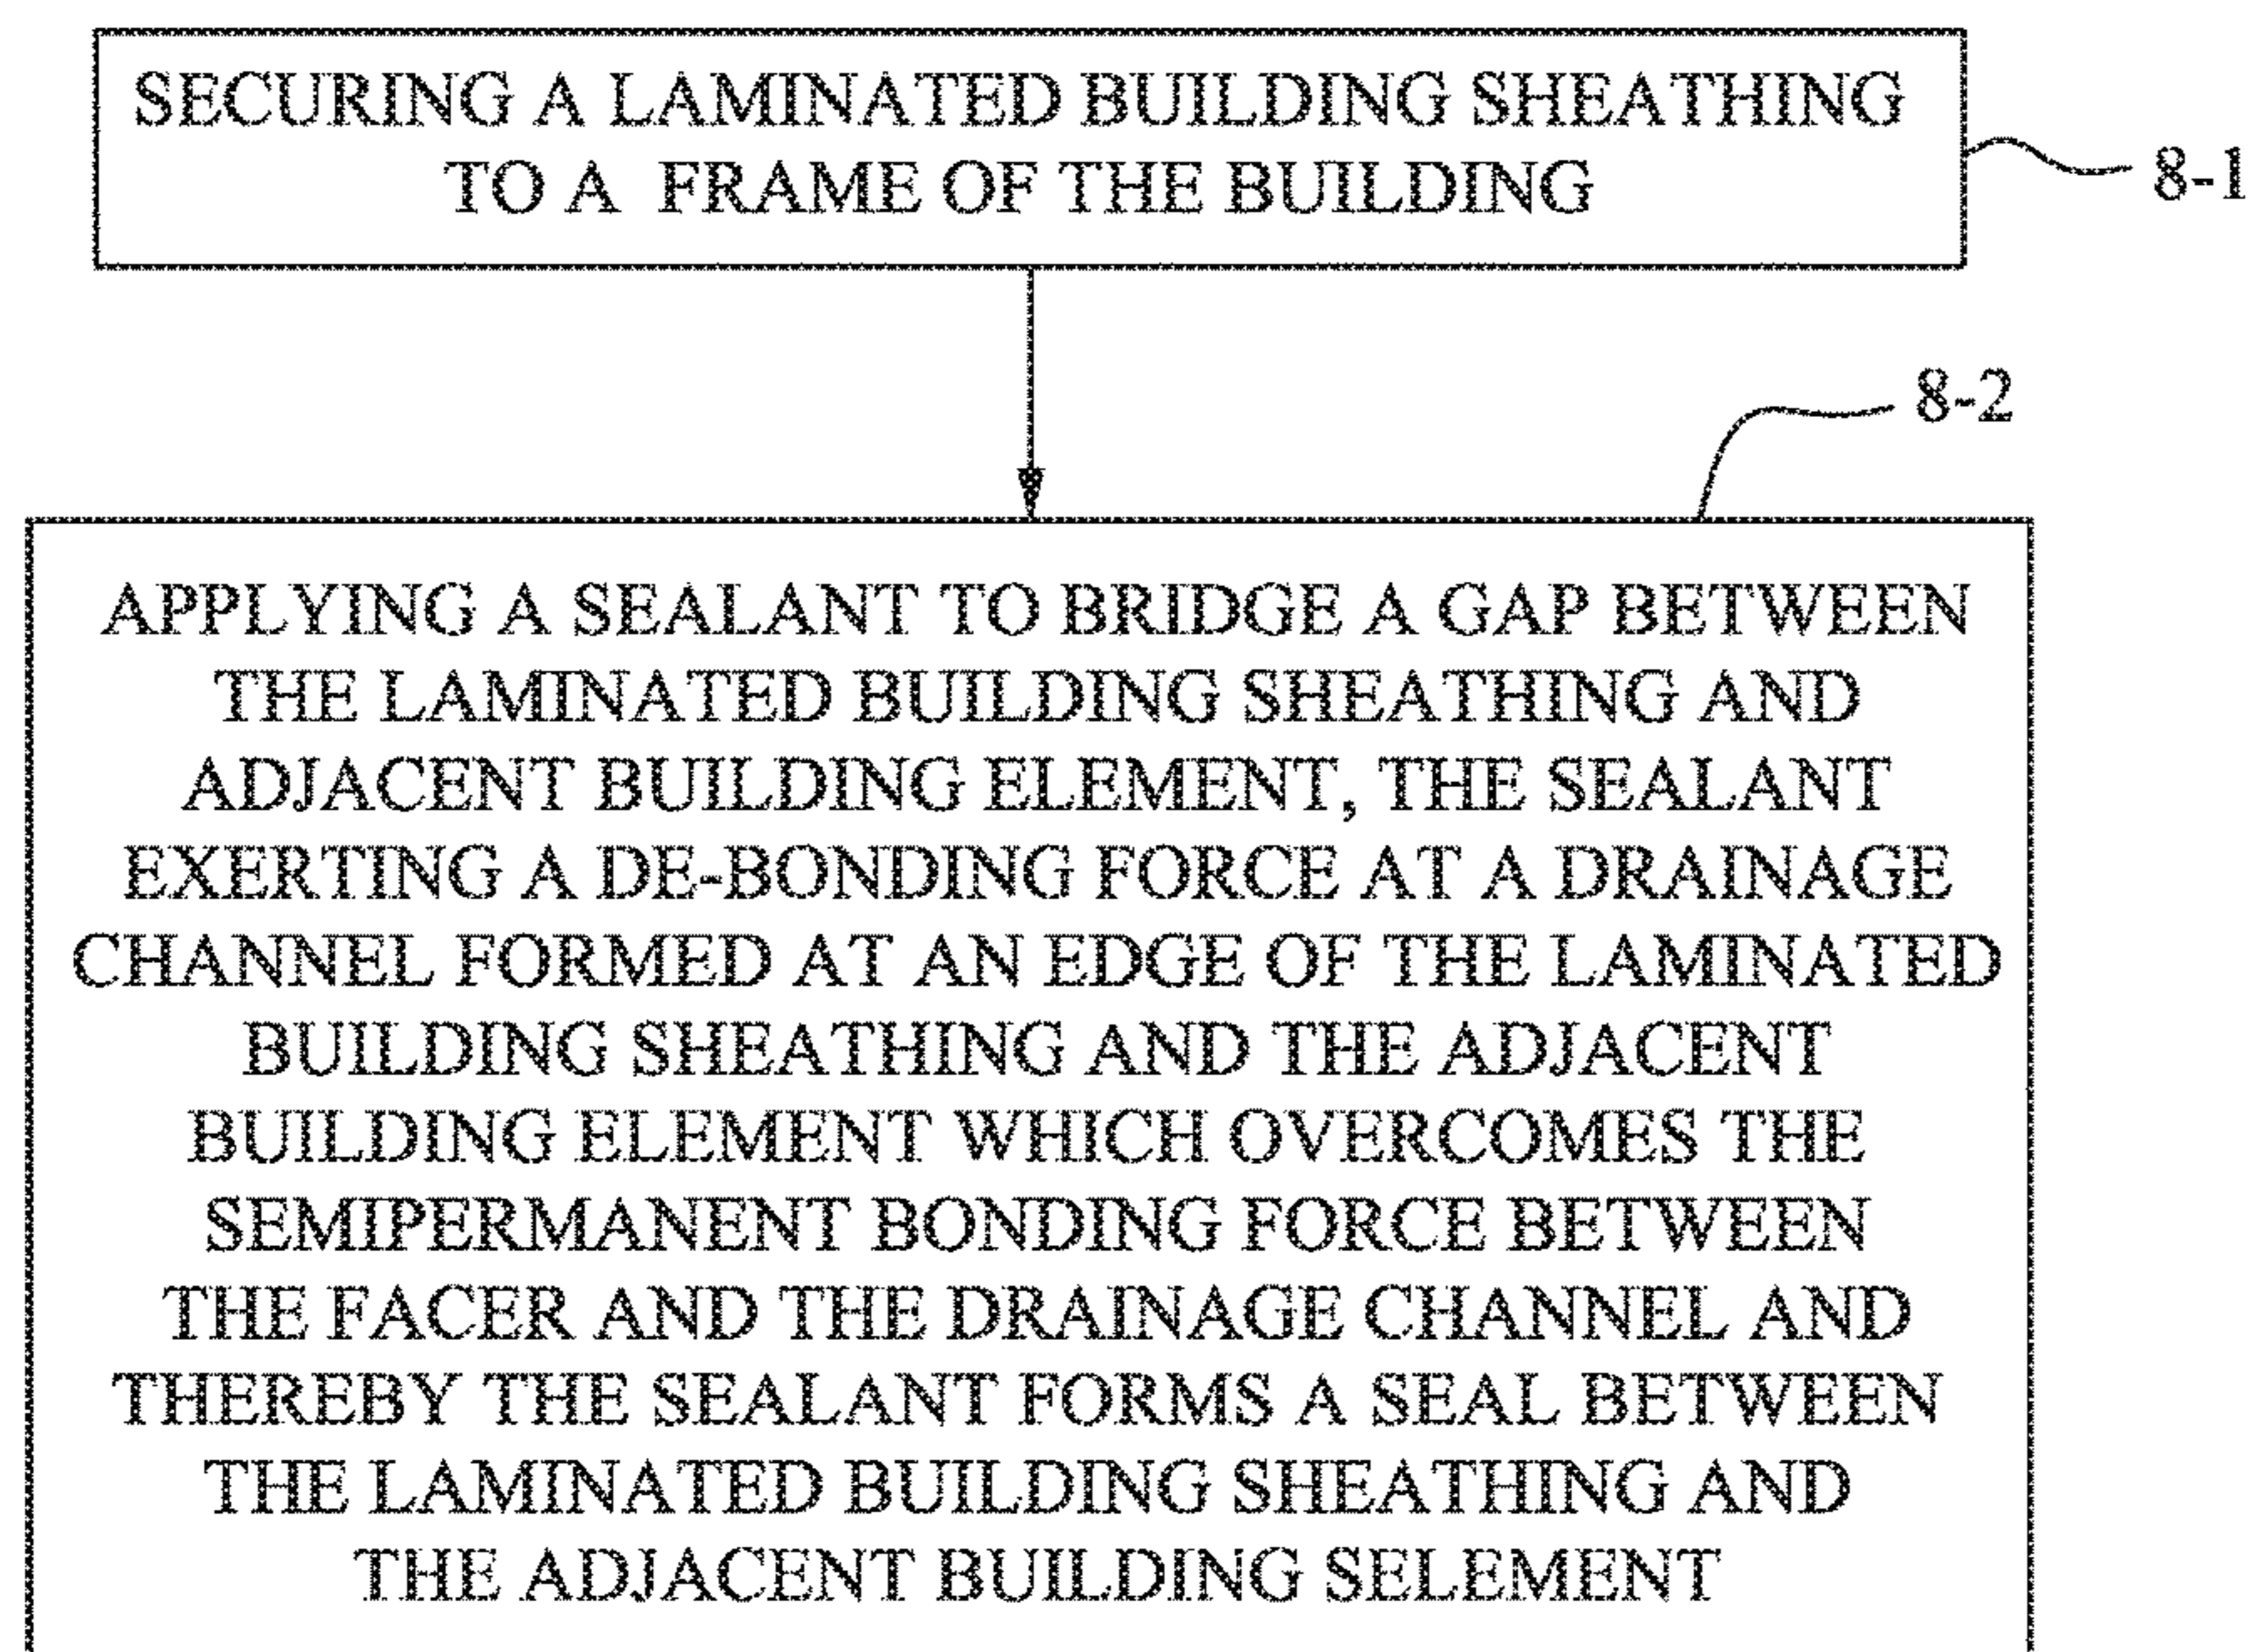 SECURING A LAMINATED BUILDING SHEATHING
TO A FRAME OF THE BUILDING
8-1
8-2
APPLYING A SEALANT TO BRIDGE A GAP BETWEEN
THE LAMINATED BUILDING SHEATHING AND
ADJACENT BUILDING ELEMENT, THE SEALANT
EXERTING A DE-BONDING FORCE AT A DRAINAGE
CHANNEL FORMED AT AN EDGE OF THE LAMINATED
BUILDING SHEATHING AND THE ADJACENT
BUILDING ELEMENT WHICH OVERCOMES THE
SEMIPERMANENT BONDING FORCE BETWEEN
THE FACER AND THE DRAINAGE CHANNEL AND
THEREBY THE SEALANT FORMS A SEAL BETWEEN
THE LAMINATED BUILDING SHEATHING AND
THE ADJACENT BUILDING SELEMENT